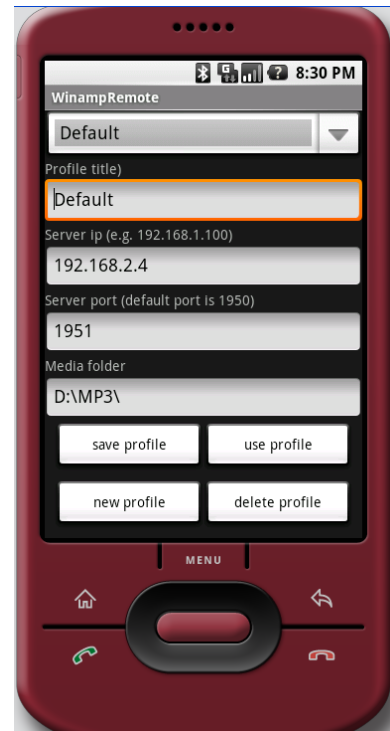 8:30 PM
WinampRemote
Default
Profile title)
Default
Server ip (e.g. 192.168.1.100)
192.168.2.4
Server port (default port is 1950)
1951
Media folder
D:\MP3\
save profile use profile
new profile delete profile
MENU